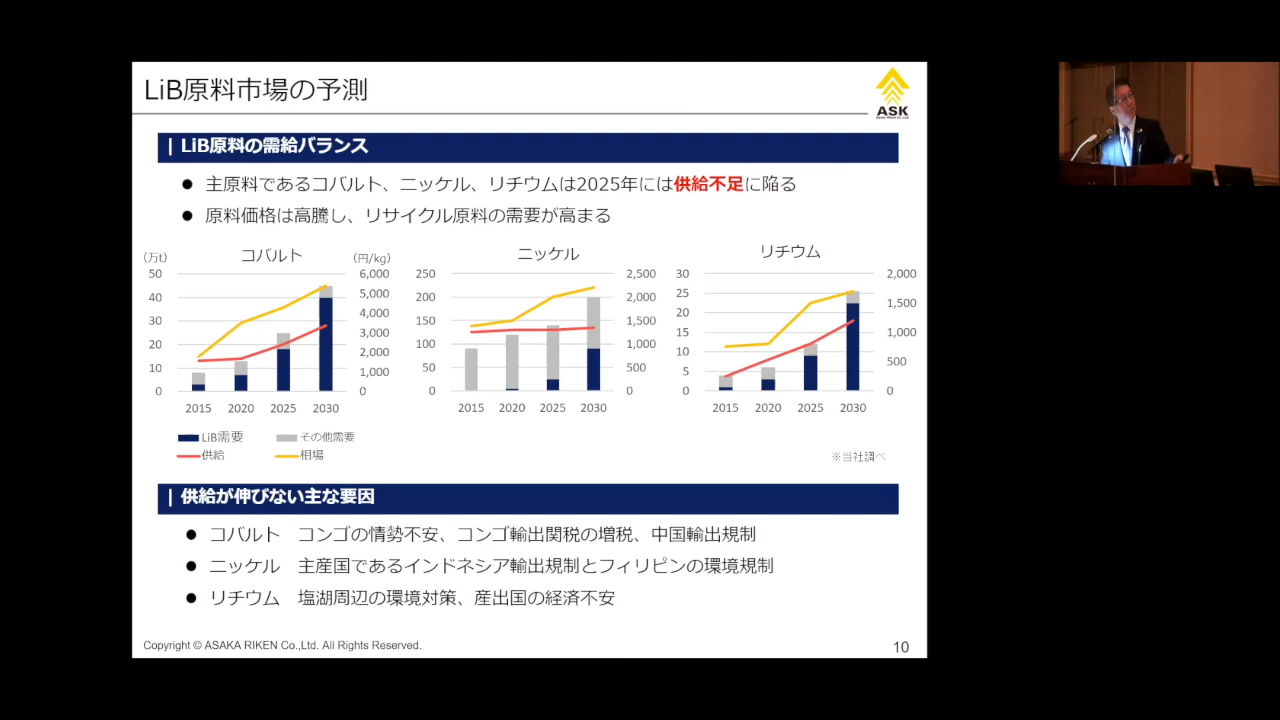 LiB原料市場の予測
ASK
Asaka Riken Co.,Ltd.
| LiB原料の需給バランス
● 主原料であるコバルト、ニッケル、リチウムは2025年には供給不足に陥る
● 原料価格は高騰し、リサイクル原料の需要が高まる
(万t) コバルト (円/kg)
50 40 30 20 10 0
6,000 5,000 4,000 3,000 2,000 1,000 0
2015 2020 2025 2030
ニッケル
250 200 150 100 50 0
2,500 2,000 1,500 1,000 500 0
2015 2020 2025 2030
リチウム
30 25 20 15 10 5 0
2,000 1,500 1,000 500 0
2015 2020 2025 2030
LiB需要 その他需要
供給 相場
※当社調べ
| 供給が伸びない主な要因
● コバルト コンゴの情勢不安、コンゴ輸出関税の増税、中国輸出規制
● ニッケル 主産国であるインドネシア輸出規制とフィリピンの環境規制
● リチウム 塩湖周辺の環境対策、産出国の経済不安
Copyright © ASAKA RIKEN Co.,Ltd. All Rights Reserved.
10